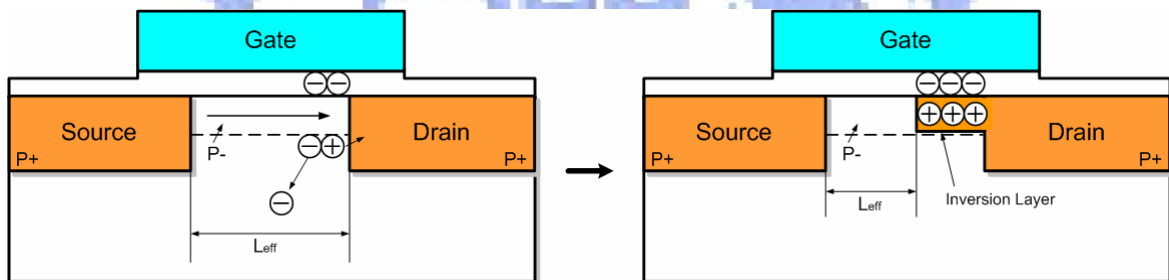 Gate
Source
P+
P-
Drain
P+
Leff
Gate
Source
P+
P-
Drain
P+
Leff
Inversion Layer